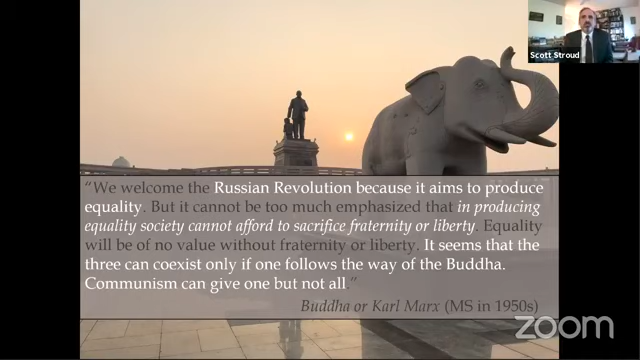 Scott Stroud
"We welcome the Russian Revolution because it aims to produce
equality. But it cannot be too much emphasized that in producing
equality society cannot afford to sacrifice fraternity or liberty. Equality
will be of no value without fraternity or liberty. It seems that the
three can coexist only if one follows the way of the Buddha.
Communism can give one but not all."
Buddha or Karl Marx (MS in 1950s)
zoom